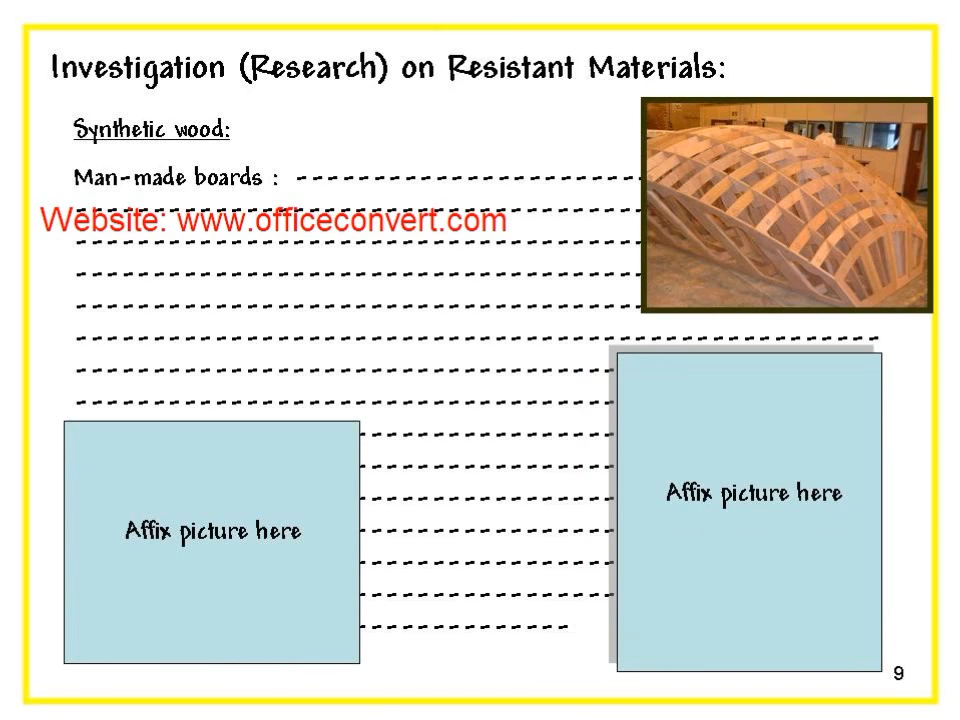 Investigation (Research) on Resistant Materials:
Synthetic wood:
Man-made boards :
Website: www.officeconvert.com
Affix picture here
Affix picture here
9